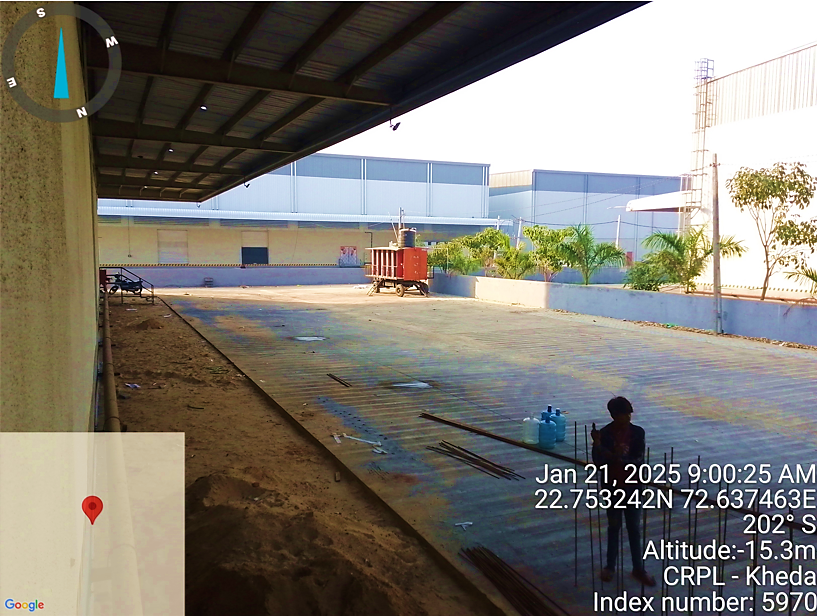 S
W
E
N
Jan 21, 2025 9:00:25 AM
22.753242N 72.637463E
202° S
Altitude:-15.3m
CRPL - Kheda
Index number: 5970
Google